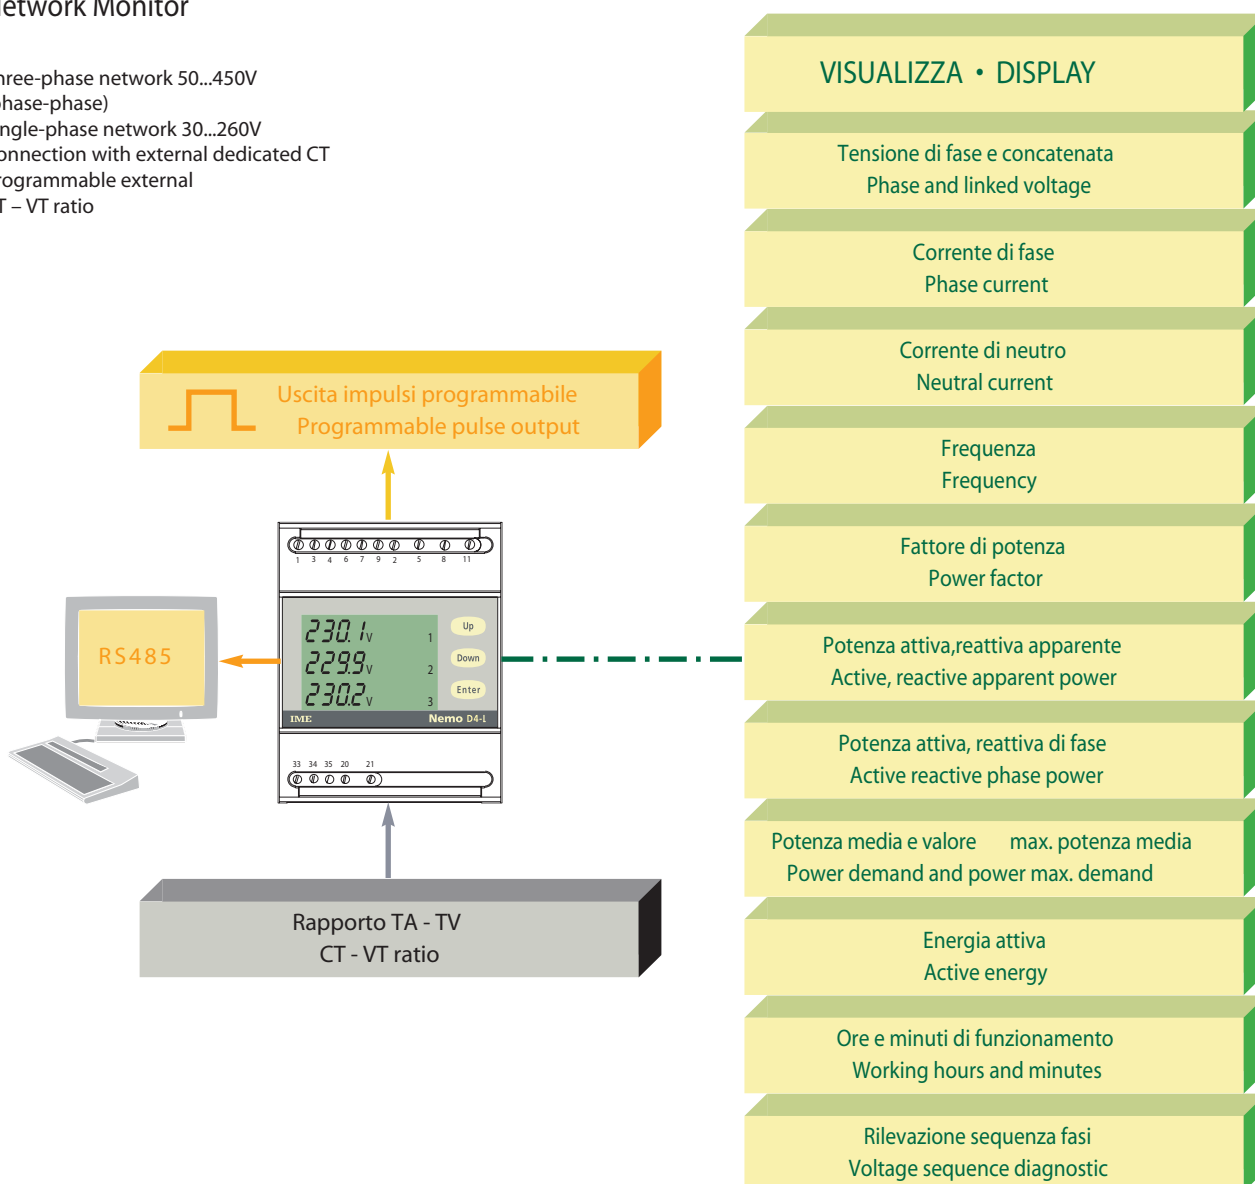 Network Monitor
hree-phase network 50...450V
phase-phase)
ngle-phase network 30...260V
onnection with external dedicated CT
rogrammable external
T – VT ratio
VISUALIZZA • DISPLAY
Tensione di fase e concatenata
Phase and linked voltage
Corrente di fase
Phase current
Corrente di neutro
Neutral current
Frequenza
Frequency
Fattore di potenza
Power factor
Potenza attiva,reattiva apparente
Active, reactive apparent power
Potenza attiva, reattiva di fase
Active reactive phase power
Potenza media e valore max. potenza media
Power demand and power max. demand
Energia attiva
Active energy
Ore e minuti di funzionamento
Working hours and minutes
Rilevazione sequenza fasi
Voltage sequence diagnostic
Uscita impulsi programmabile
Programmable pulse output
1 3 4 6 7 9 2 5 8 11
230.1 V 1 Up
229.9 V 2 Down
230.2 V 3 Enter
IME Nemo D4-L
RS485
33 34 35 20 21
Rapporto TA - TV
CT - VT ratio